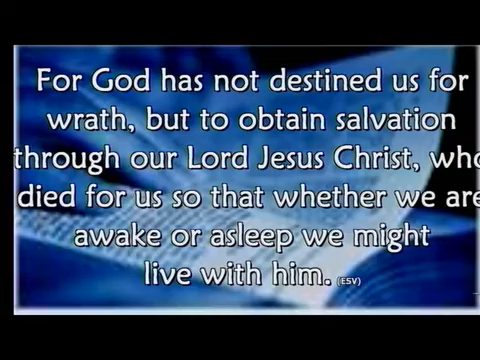 For God has not destined us for
wrath, but to obtain salvation
through our Lord Jesus Christ, who
died for us so that whether we are
awake or asleep we might
live with him. (ESV)